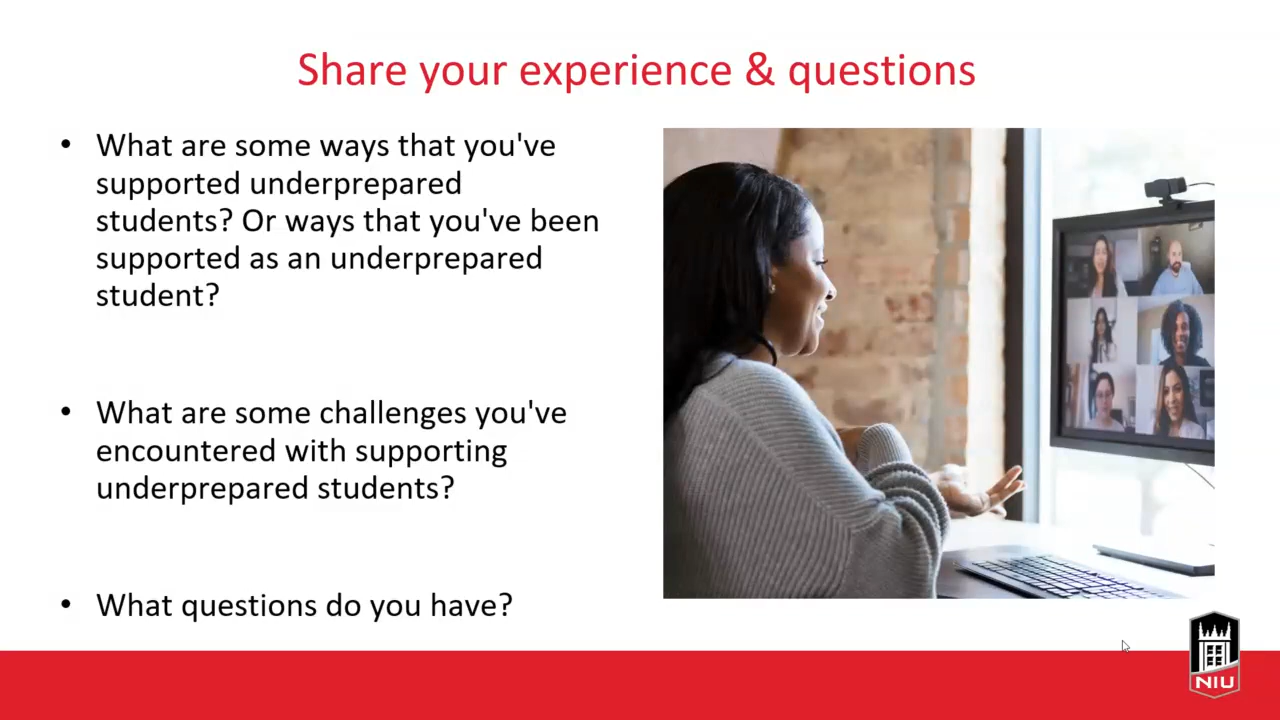 Share your experience & questions
• What are some ways that you've
supported underprepared
students? Or ways that you've been
supported as an underprepared
student?
• What are some challenges you've
encountered with supporting
underprepared students?
• What questions do you have?
NIU